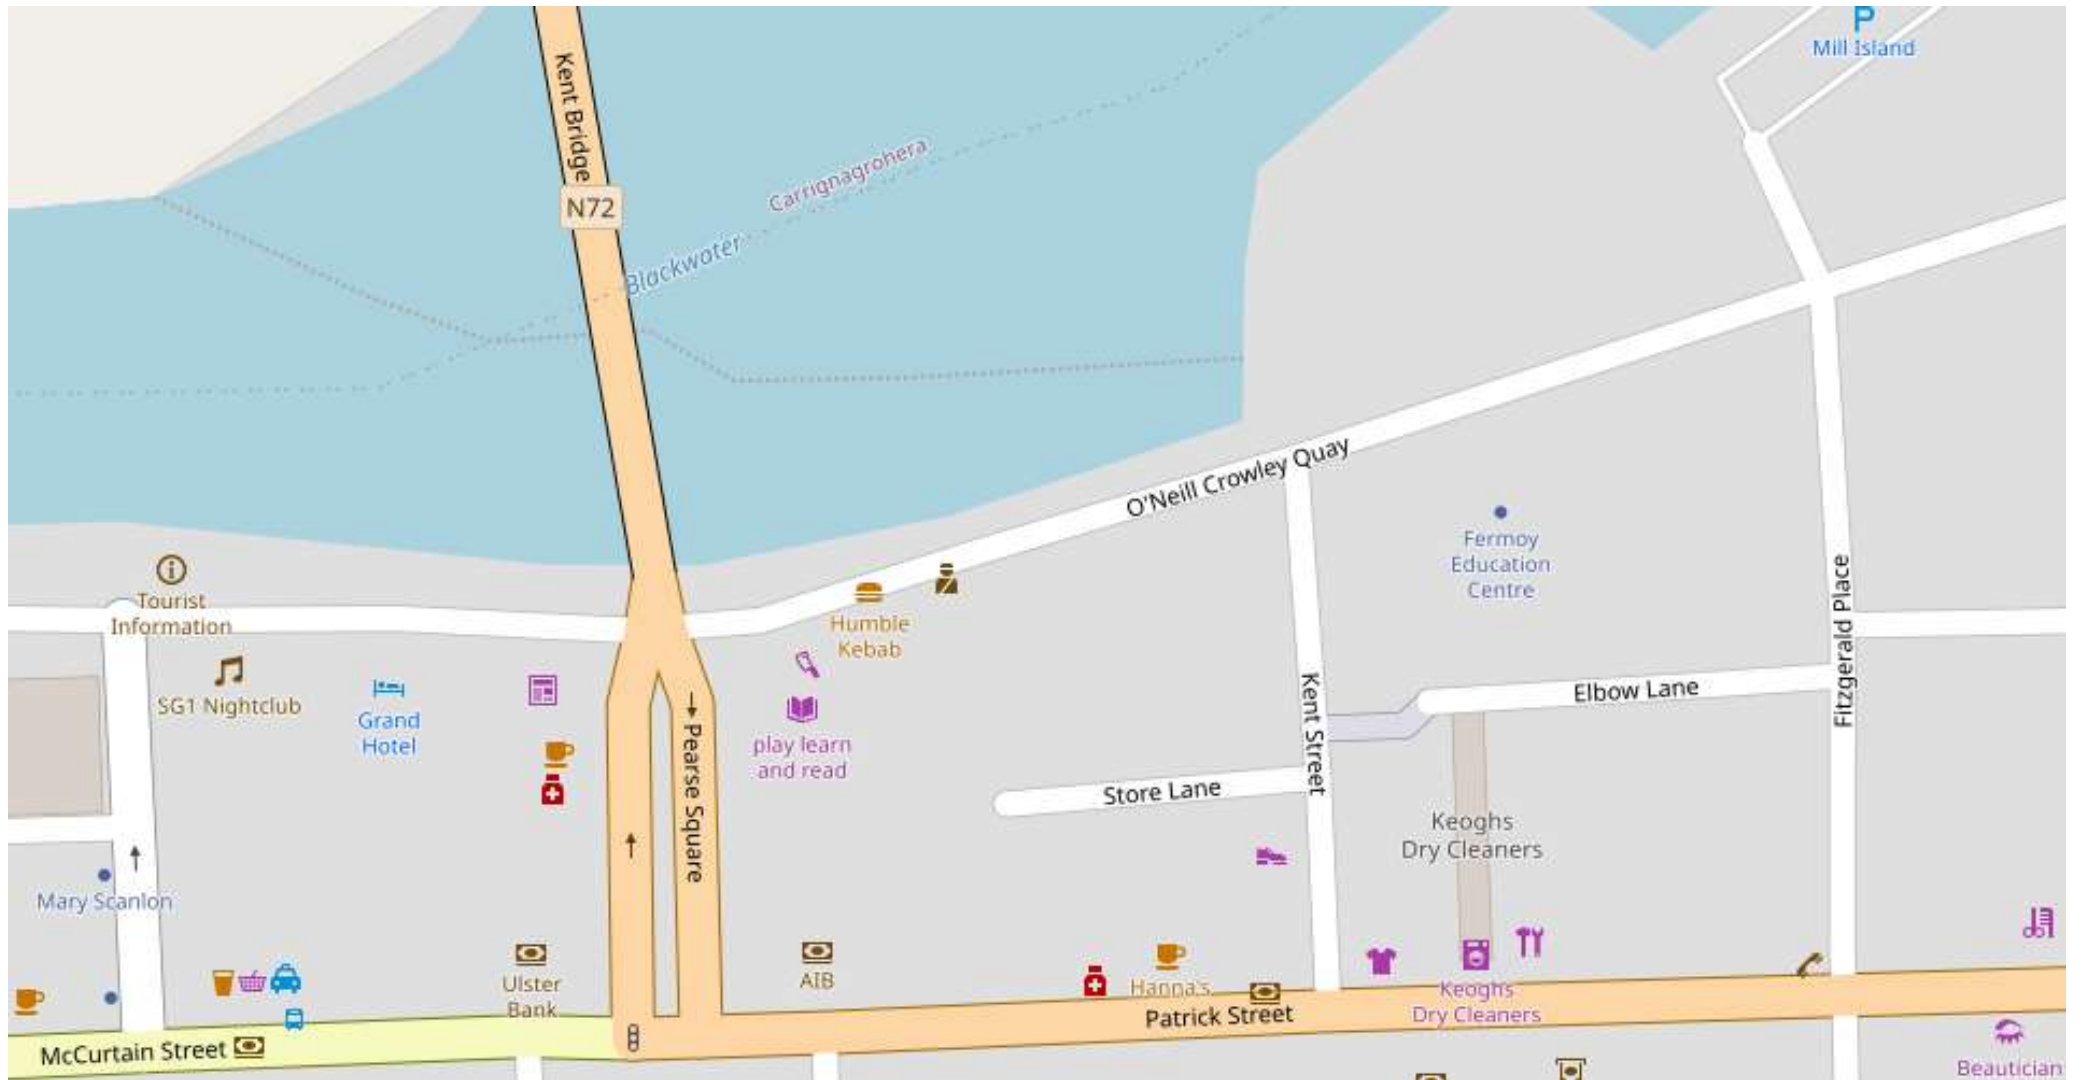 P
Mill Island
Kent Bridge
N72
Carrignagrohera
Blackwater
O'Neill Crowley Quay
Fermoy
Education
Centre
Tourist
Information
Humble
Kebab
SG1 Nightclub
Grand
Hotel
play learn
and read
Pearse Square
Kent Street
Elbow Lane
Fitzgerald Place
Store Lane
Keoghs
Dry Cleaners
Mary Scanlon
Ulster
Bank
AIB
Hanna's
Keoghs
Dry Cleaners
Patrick Street
McCurtain Street
Beautician